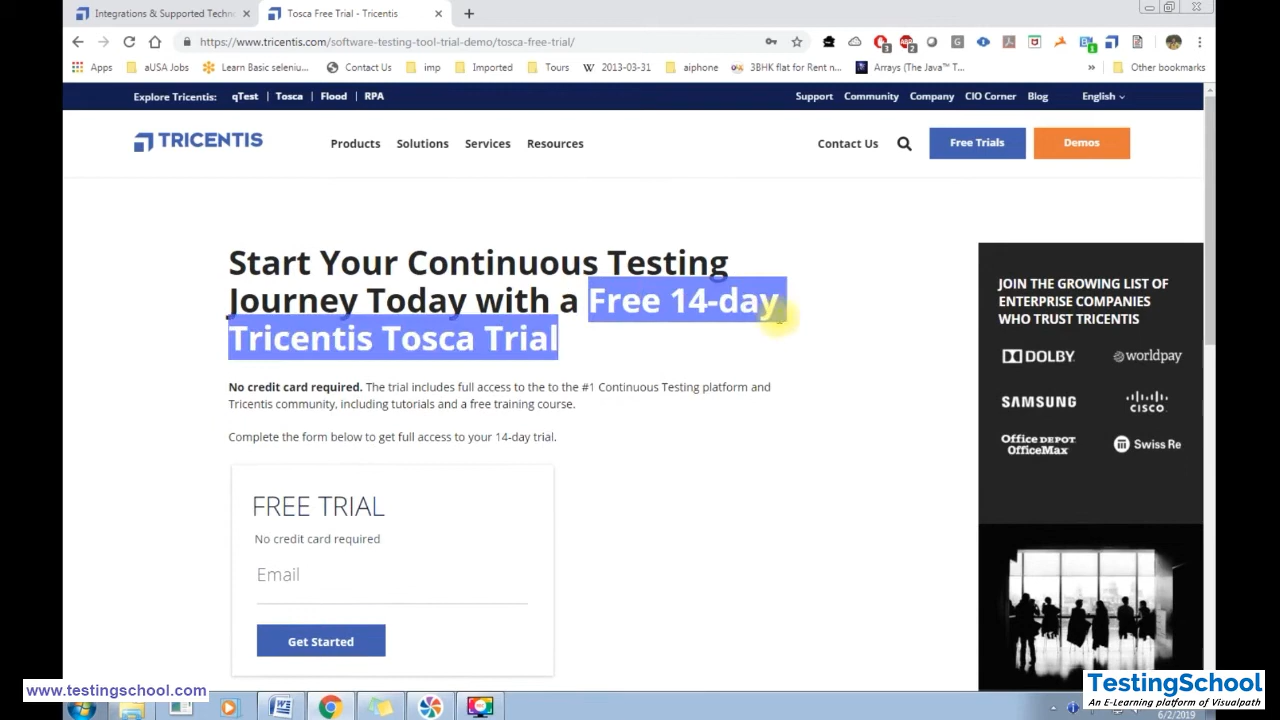 Integrations & Supported Techn
Tosca Free Trial - Tricentis
https://www.tricentis.com/software-testing-tool-trial-demo/tosca-free-trial/
Apps
aUSA Jobs
Learn Basic seleniu...
Contact Us
imp
Imported
Tours
2013-03-31
aiphone
3BHK flat for Rent n...
Arrays (The Java™ T...
Other bookmarks
Explore Tricentis: qTest | Tosca | Flood | RPA
Support Community Company CIO Corner Blog English
TRICENTIS
Products Solutions Services Resources
Contact Us
Free Trials
Demos
Start Your Continuous Testing
Journey Today with a Free 14-day
Tricentis Tosca Trial
No credit card required. The trial includes full access to the to the #1 Continuous Testing platform and
Tricentis community, including tutorials and a free training course.
Complete the form below to get full access to your 14-day trial.
FREE TRIAL
No credit card required
Email
Get Started
JOIN THE GROWING LIST OF
ENTERPRISE COMPANIES
WHO TRUST TRICENTIS
DOLBY
worldpay
SAMSUNG
CISCO
Office DEPOT
OfficeMax
Swiss Re
www.testingschool.com
TestingSchool
An E-Learning platform of Visualpath
6/2/2019